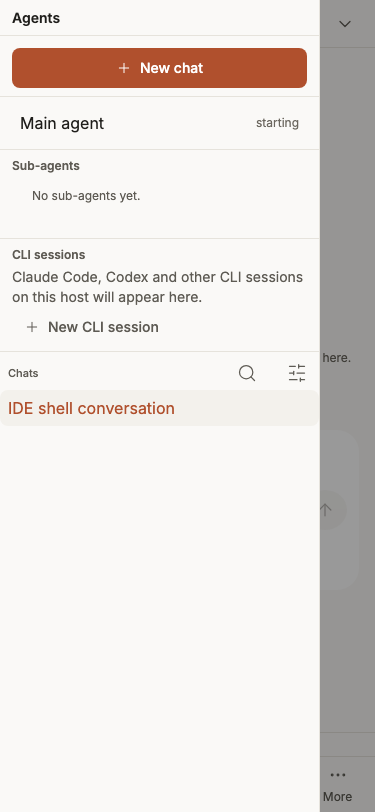 Agents
New chat
Main agent
starting
Sub-agents
No sub-agents yet.
CLI sessions
Claude Code, Codex and other CLI sessions
on this host will appear here.
New CLI session
Chats
IDE shell conversation
here.
More